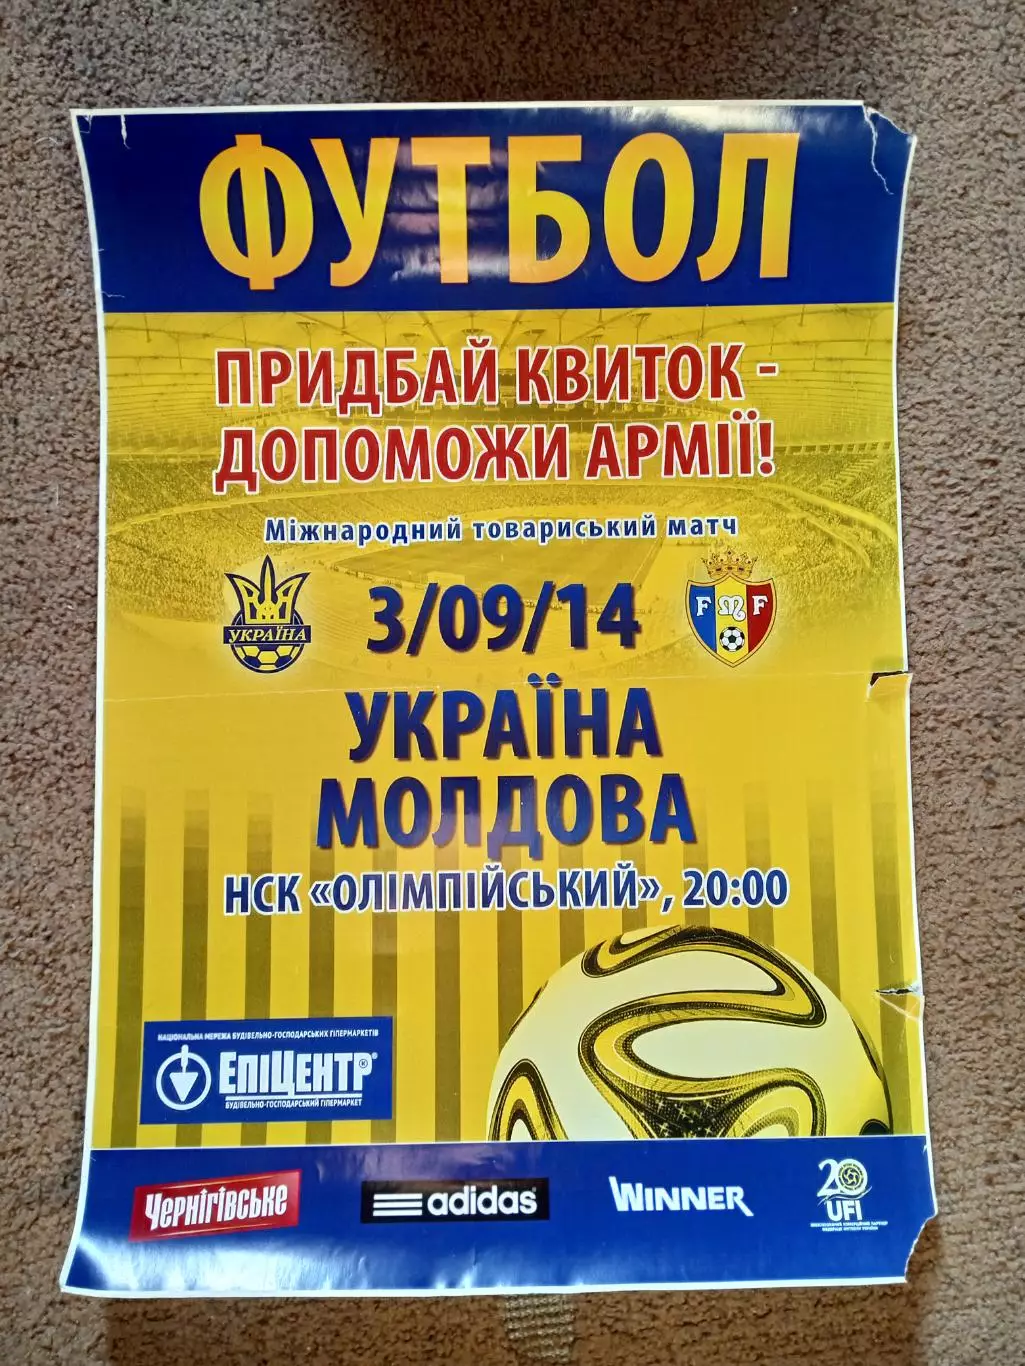 ФУТБОЛ
ПРИДБАЙ КВИТОК -
ДОПОМОЖИ АРМІЇ!
Міжнародний товариський матч
УКРАЇНА
3/09/14
F M F
УКРАЇНА
МОЛДОВА
НСК «ОЛІМПІЙСЬКИЙ», 20:00
НАЦІОНАЛЬНА МЕРЕЖА БУДІВЕЛЬНО-ГОСПОДАРСЬКИХ ГІПЕРМАРКЕТІВ
ЕПІЦЕНТР®
БУДІВЕЛЬНО-ГОСПОДАРСЬКИЙ ГІПЕРМАРКЕТ
Чернігівське
adidas®
WINNER
20
UFI